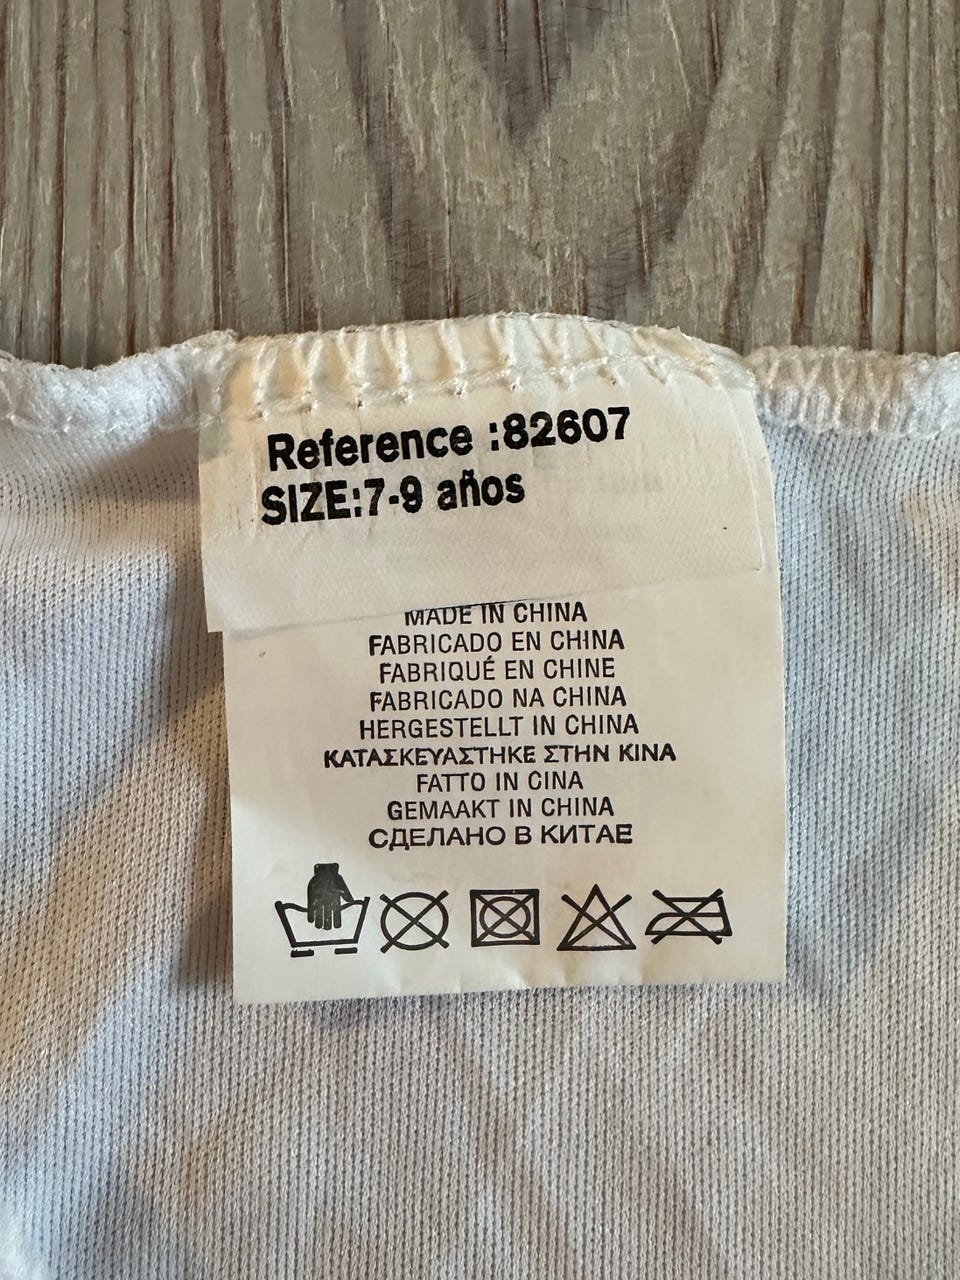 Reference :82607
SIZE:7-9 años
MADE IN CHINA
FABRICADO EN CHINA
FABRIQUÉ EN CHINE
FABRICADO NA CHINA
HERGESTELLT IN CHINA
ΚΑΤΑΣΚΕΥΑΣΤΗΚΕ ΣΤΗΝ ΚΙΝΑ
FATTO IN CINA
GEMAAKT IN CHINA
СДЕЛАНО В КИТАЕ